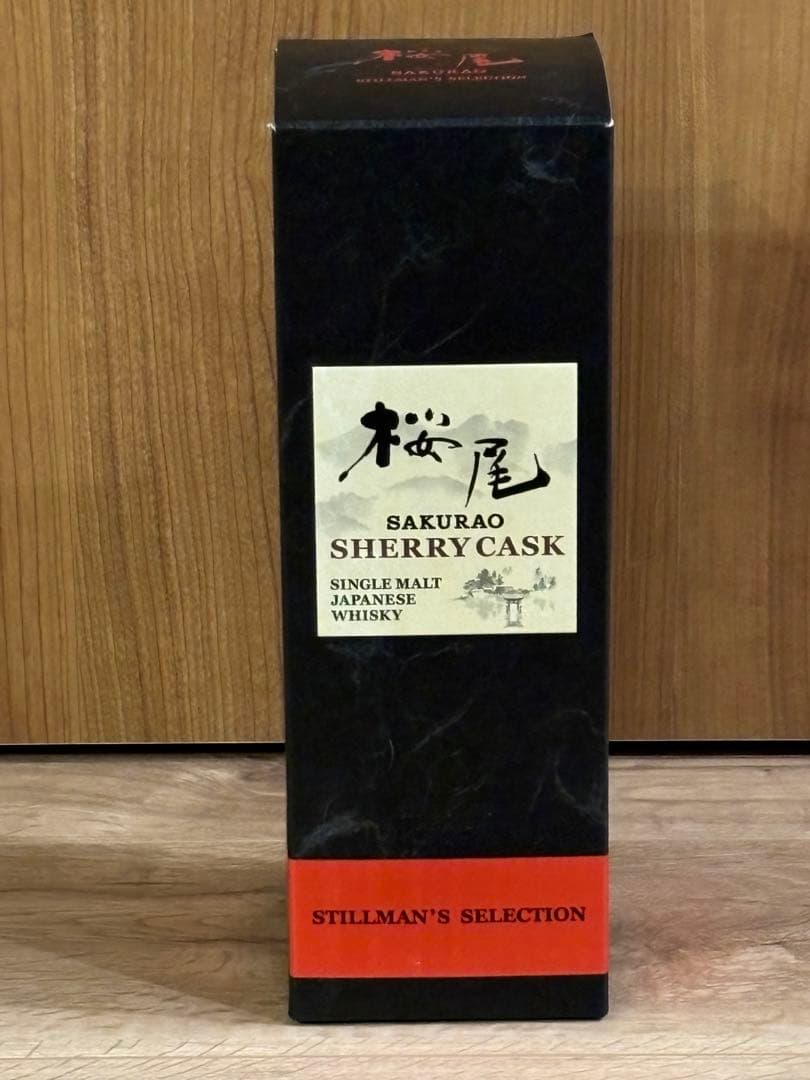 桜尾
SAKURAO
STILLMAN'S SELECTION
桜尾
SAKURAO
SHERRY CASK
SINGLE MALT
JAPANESE
WHISKY
STILLMAN'S SELECTION